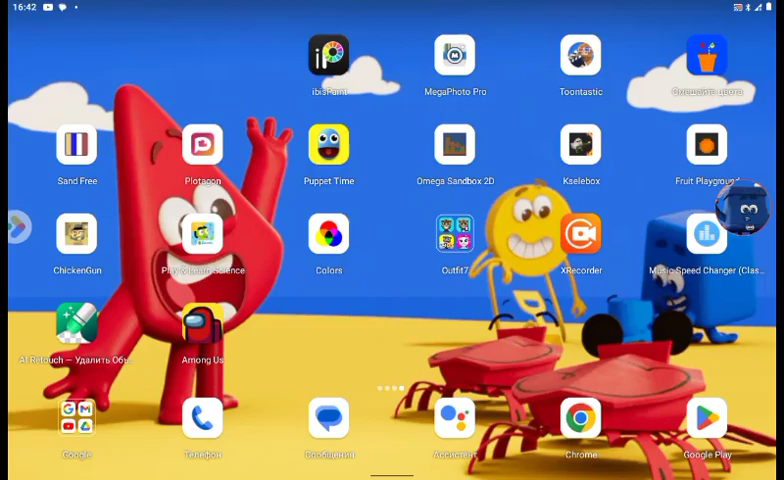 16:42
ibisPaint
MegaPhoto Pro
Toontastic
Смешайте цвета
Sand Free
Plotagon
Puppet Time
Omega Sandbox 2D
Kselebox
Fruit Playground
ChickenGun
Play & Learn Science
Colors
Outfit7
XRecorder
Music Speed Changer (Clas...
AI Retouch — Удалить Объ...
Among Us
Google
Телефон
Сообщения
Ассистент
Chrome
Google Play